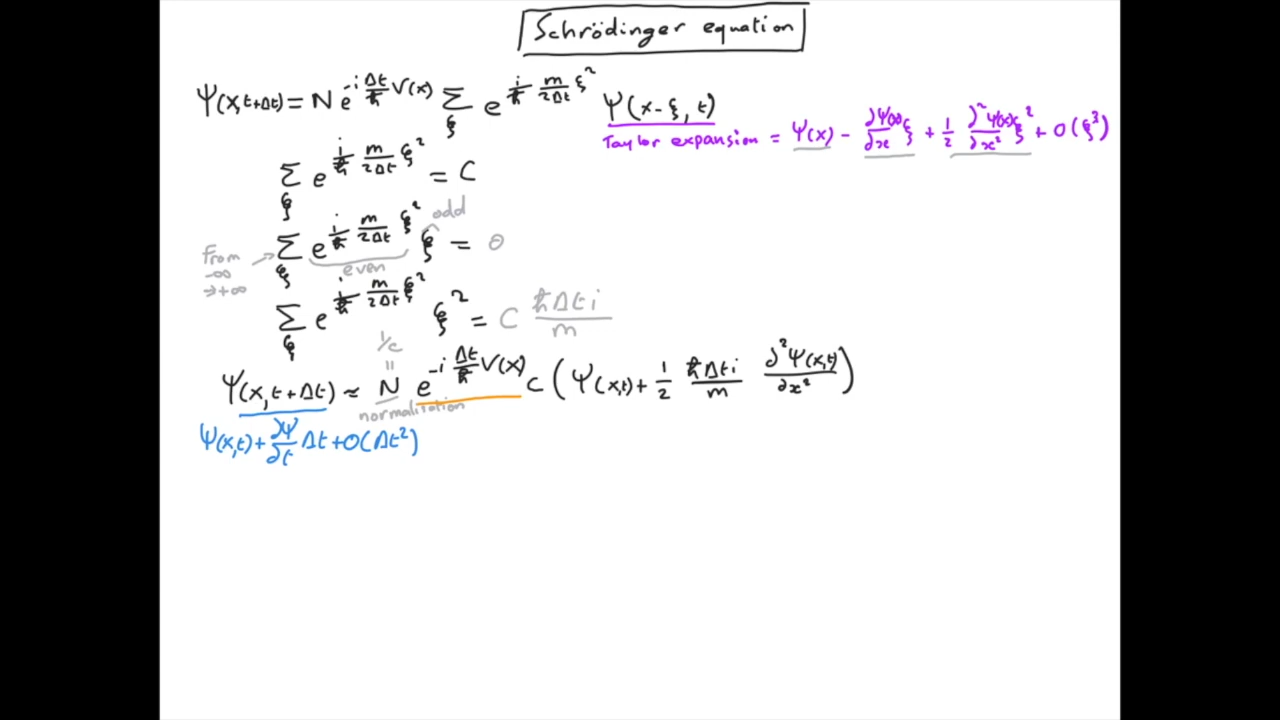 Schrödinger equation
Ψ(x,t+Δt) = N e^{-i Δt/ħ V(x)} Σ_ξ e^{i/ħ m/2Δt ξ²} Ψ(x-ξ, t)
Taylor expansion = Ψ(x) - ∂Ψ(x)/∂x ξ + 1/2 ∂²Ψ(x)/∂x² ξ² + O(ξ³)
Σ_ξ e^{i/ħ m/2Δt ξ²} = C
odd
From -∞ → +∞
Σ_ξ e^{i/ħ m/2Δt ξ²} ξ = 0
even
Σ_ξ e^{i/ħ m/2Δt ξ²} ξ² = C ħΔti/m
1/c
=
Ψ(x,t+Δt) ≈ N e^{-i Δt/ħ V(x)} C (Ψ(x,t) + 1/2 ħΔti/m ∂²Ψ(x,t)/∂x²)
normalization
Ψ(x,t) + ∂Ψ/∂t Δt + O(Δt²)